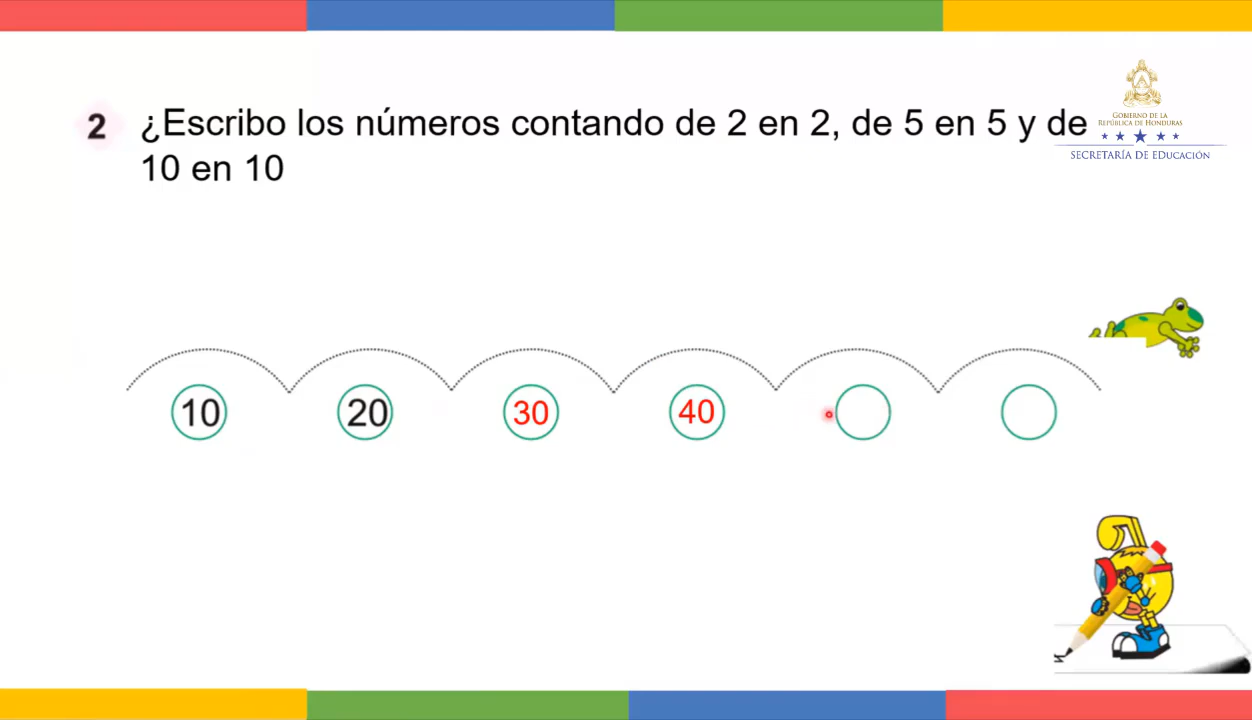 2 ¿Escribo los números contando de 2 en 2, de 5 en 5 y de
10 en 10
GOBIERNO DE LA
REPÚBLICA DE HONDURAS
SECRETARÍA DE EDUCACIÓN
10 20 30 40